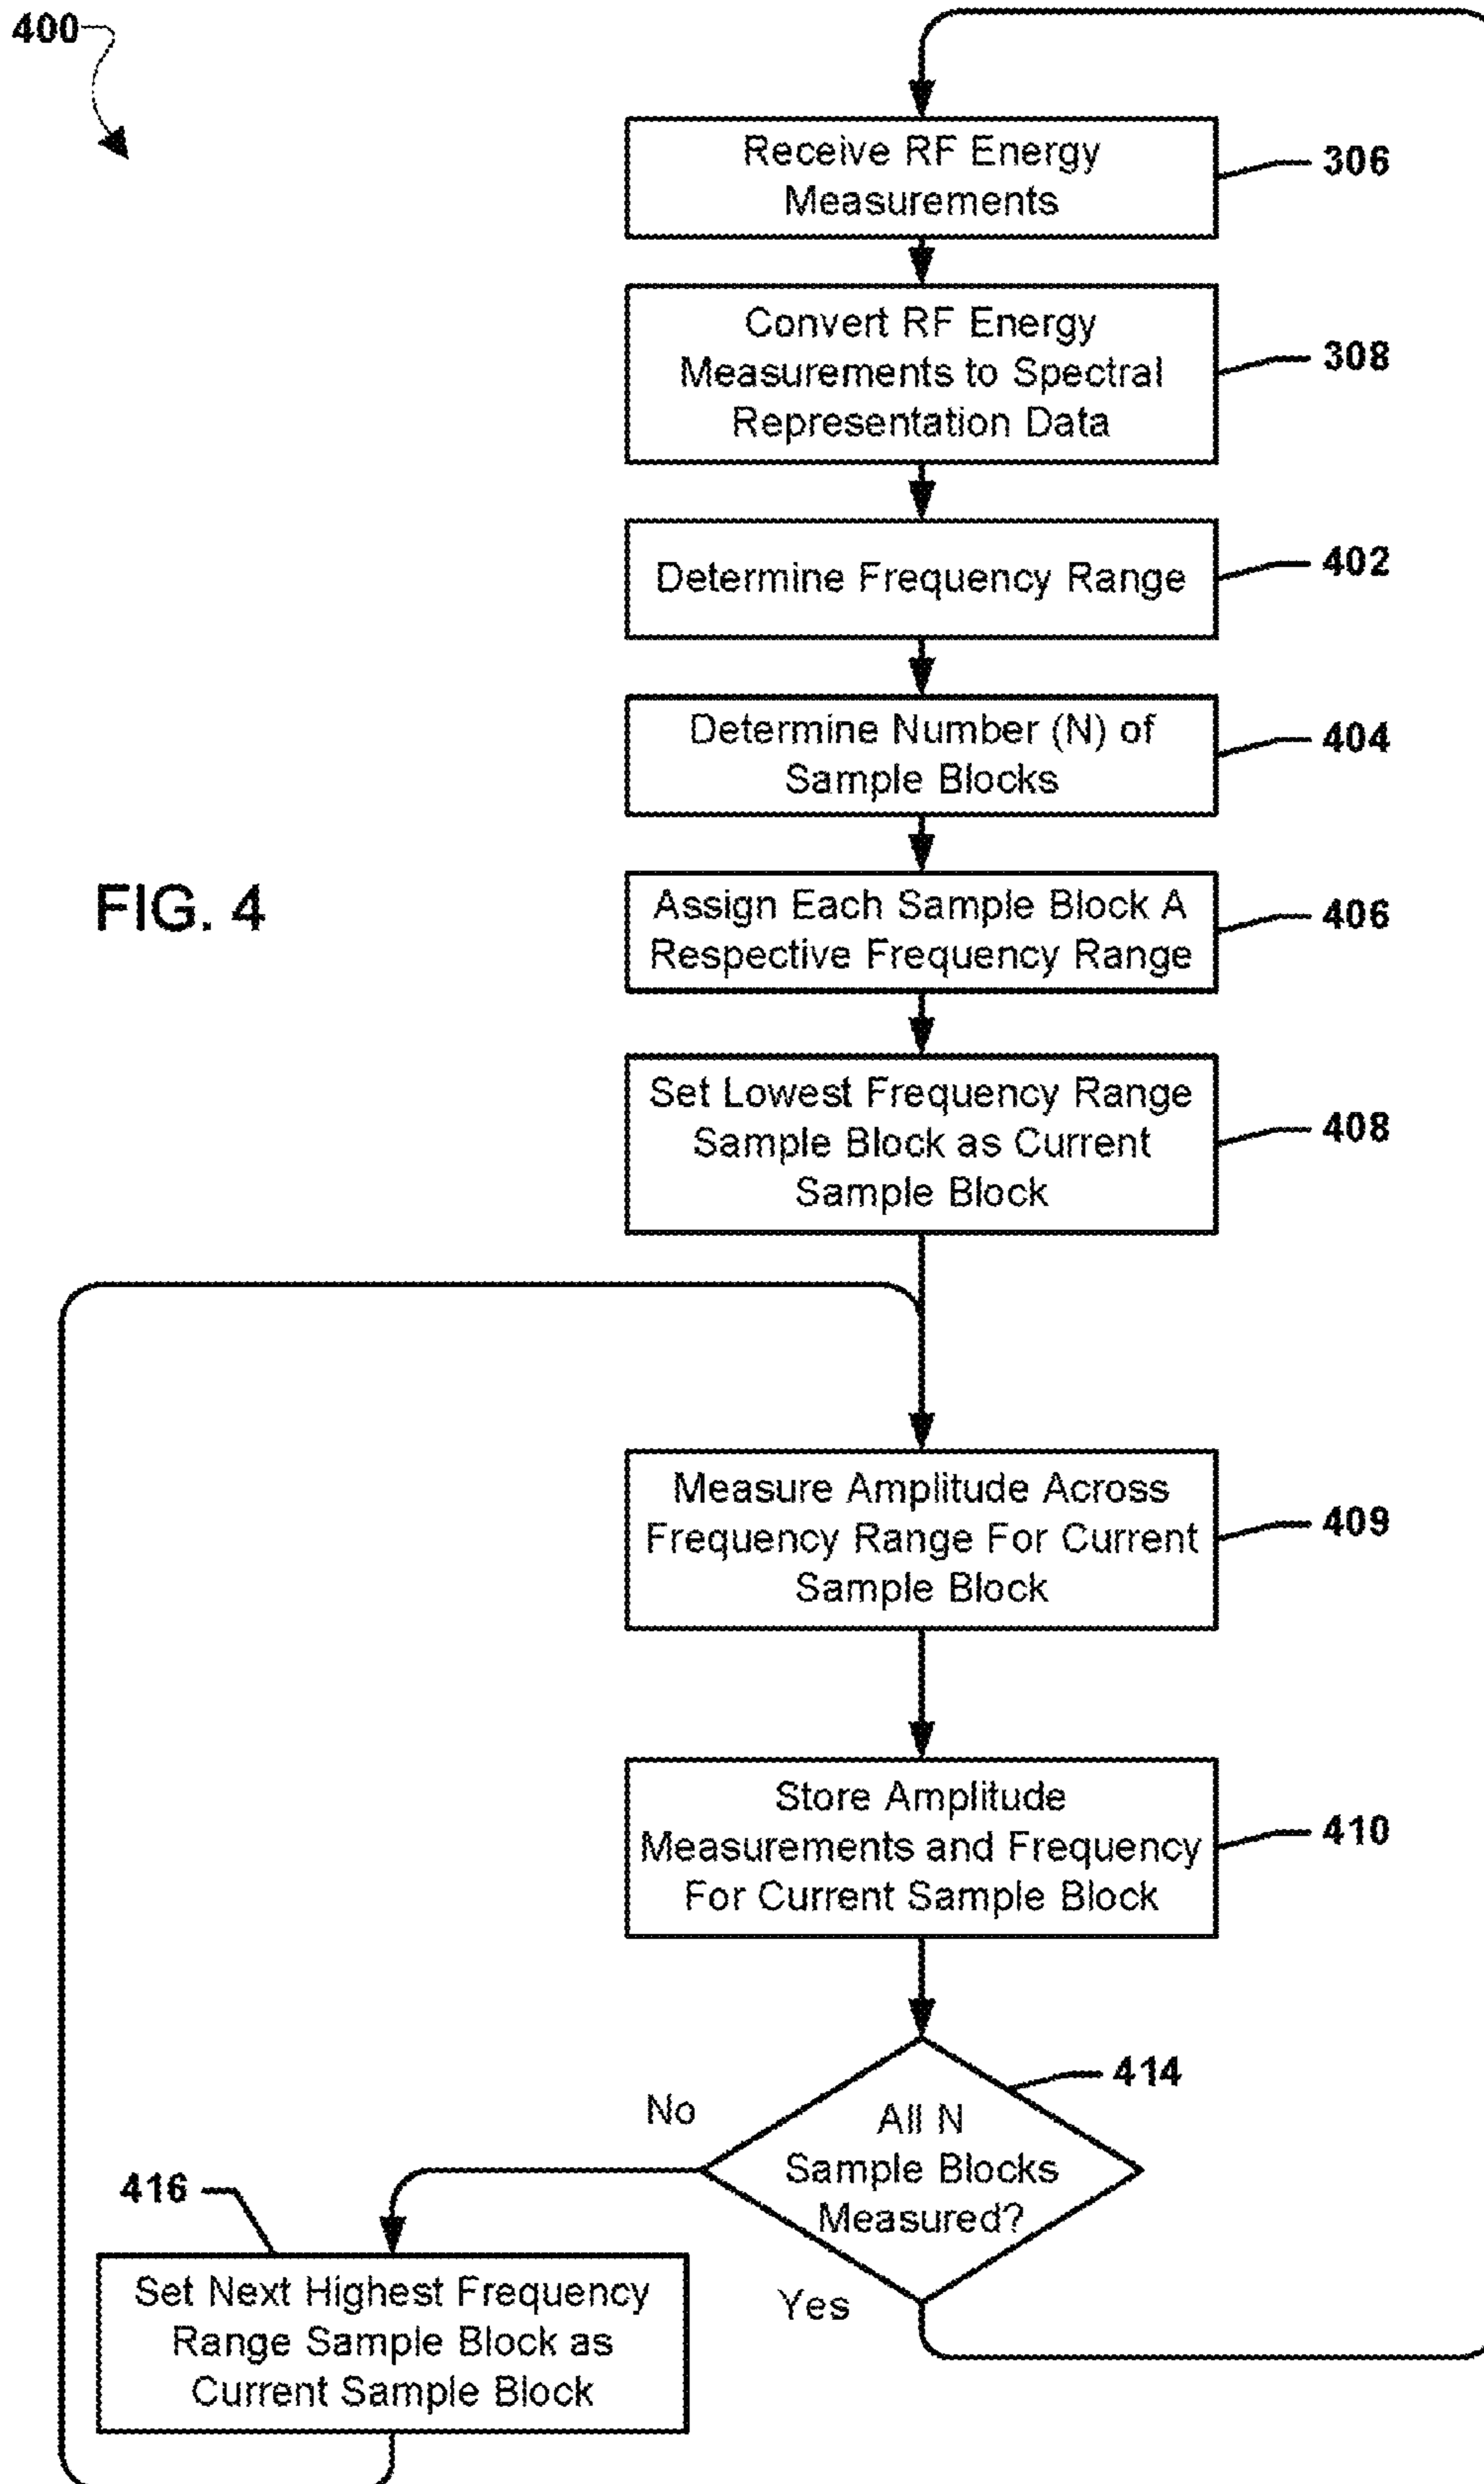 400
Receive RF Energy
Measurements
306
Convert RF Energy
Measurements to Spectral
Representation Data
308
Determine Frequency Range
402
Determine Number (N) of
Sample Blocks
404
FIG. 4
Assign Each Sample Block A
Respective Frequency Range
406
Set Lowest Frequency Range
Sample Block as Current
Sample Block
408
Measure Amplitude Across
Frequency Range For Current
Sample Block
409
Store Amplitude
Measurements and Frequency
For Current Sample Block
410
414
No
All N
Sample Blocks
Measured?
Yes
416
Set Next Highest Frequency
Range Sample Block as
Current Sample Block